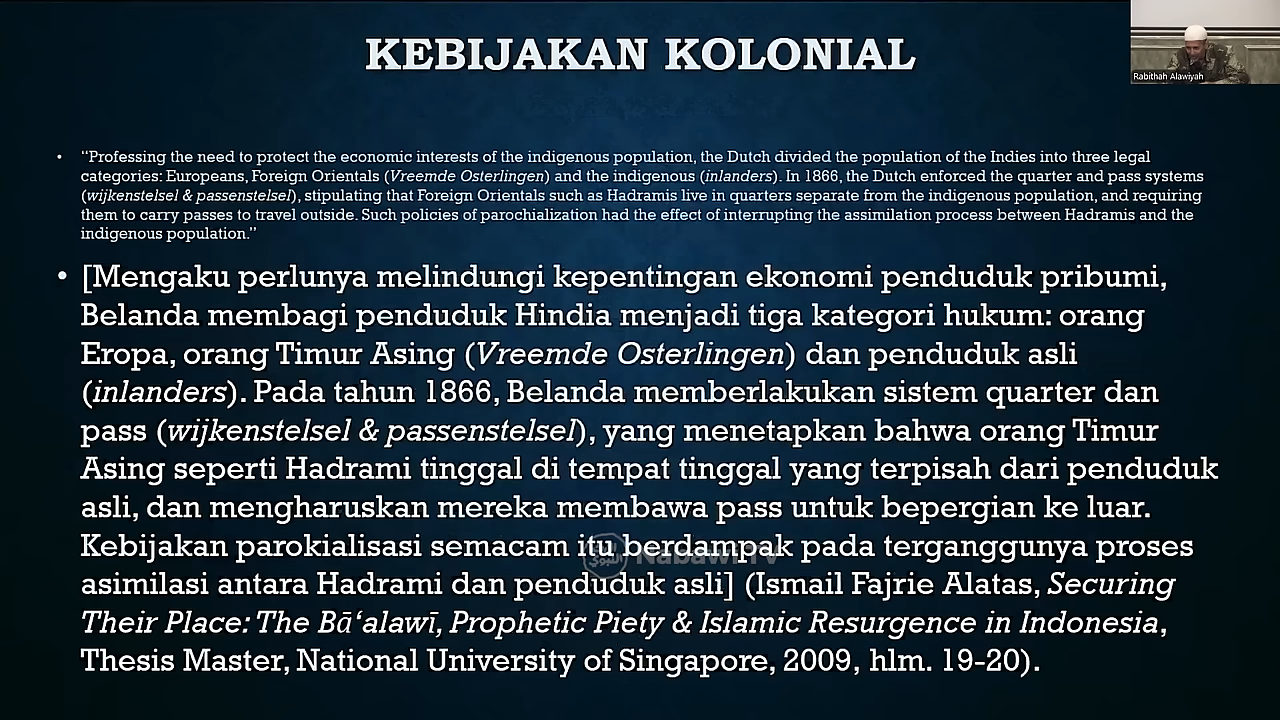 KEBIJAKAN KOLONIAL
Rabithah Alawiyah
• “Professing the need to protect the economic interests of the indigenous population, the Dutch divided the population of the Indies into three legal
categories: Europeans, Foreign Orientals (Vreemde Osterlingen) and the indigenous (inlanders). In 1866, the Dutch enforced the quarter and pass systems
(wijkenstelsel & passenstelsel), stipulating that Foreign Orientals such as Hadramis live in quarters separate from the indigenous population, and requiring
them to carry passes to travel outside. Such policies of parochialization had the effect of interrupting the assimilation process between Hadramis and the
indigenous population.”
• [Mengaku perlunya melindungi kepentingan ekonomi penduduk pribumi,
Belanda membagi penduduk Hindia menjadi tiga kategori hukum: orang
Eropa, orang Timur Asing (Vreemde Osterlingen) dan penduduk asli
(inlanders). Pada tahun 1866, Belanda memberlakukan sistem quarter dan
pass (wijkenstelsel & passenstelsel), yang menetapkan bahwa orang Timur
Asing seperti Hadrami tinggal di tempat tinggal yang terpisah dari penduduk
asli, dan mengharuskan mereka membawa pass untuk bepergian ke luar.
Kebijakan parokialisasi semacam itu berdampak pada terganggunya proses
asimilasi antara Hadrami dan penduduk asli] (Ismail Fajrie Alatas, Securing
Their Place: The Bā‘alawī, Prophetic Piety & Islamic Resurgence in Indonesia,
Thesis Master, National University of Singapore, 2009, hlm. 19-20).
النبوي Nabawi TV